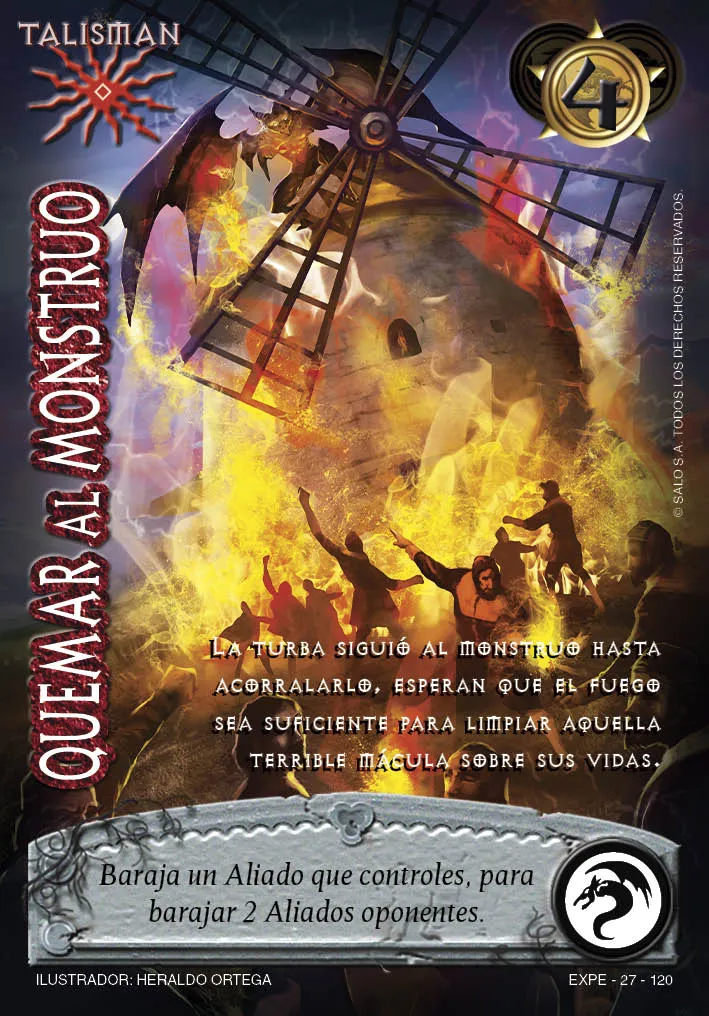 TALISMAN
4
QUEMAR AL MONSTRUO
© SALO S.A. TODOS LOS DERECHOS RESERVADOS.
La turba siguió al monstruo hasta
acorralarlo, esperan que el fuego
sea suficiente para limpiar aquella
terrible mácula sobre sus vidas.
Baraja un Aliado que controles, para
barajar 2 Aliados oponentes.
ILUSTRADOR: HERALDO ORTEGA
EXPE - 27 - 120